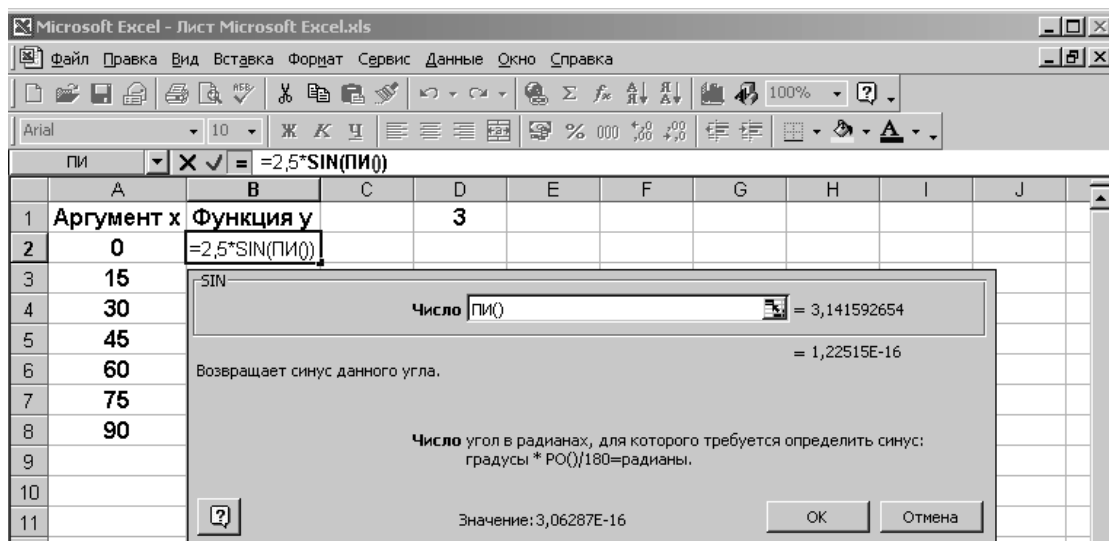 Microsoft Excel - Лист Microsoft Excel.xls
Файл Правка Вид Вставка Формат Сервис Данные Окно Справка
100%
Arial 10 Ж К Ч % 000
ПИ = =2,5*SIN(ПИ())
A B C D E F G H I J
1 Аргумент x Функция y 3
2 0 =2,5*SIN(ПИ())
3 15 SIN
4 30 Число ПИ() = 3,141592654
5 45 = 1,22515E-16
6 60 Возвращает синус данного угла.
7 75
8 90 Число угол в радианах, для которого требуется определить синус:
9 градусы * PO()/180=радианы.
10
11 Значение:3,06287E-16 OK Отмена